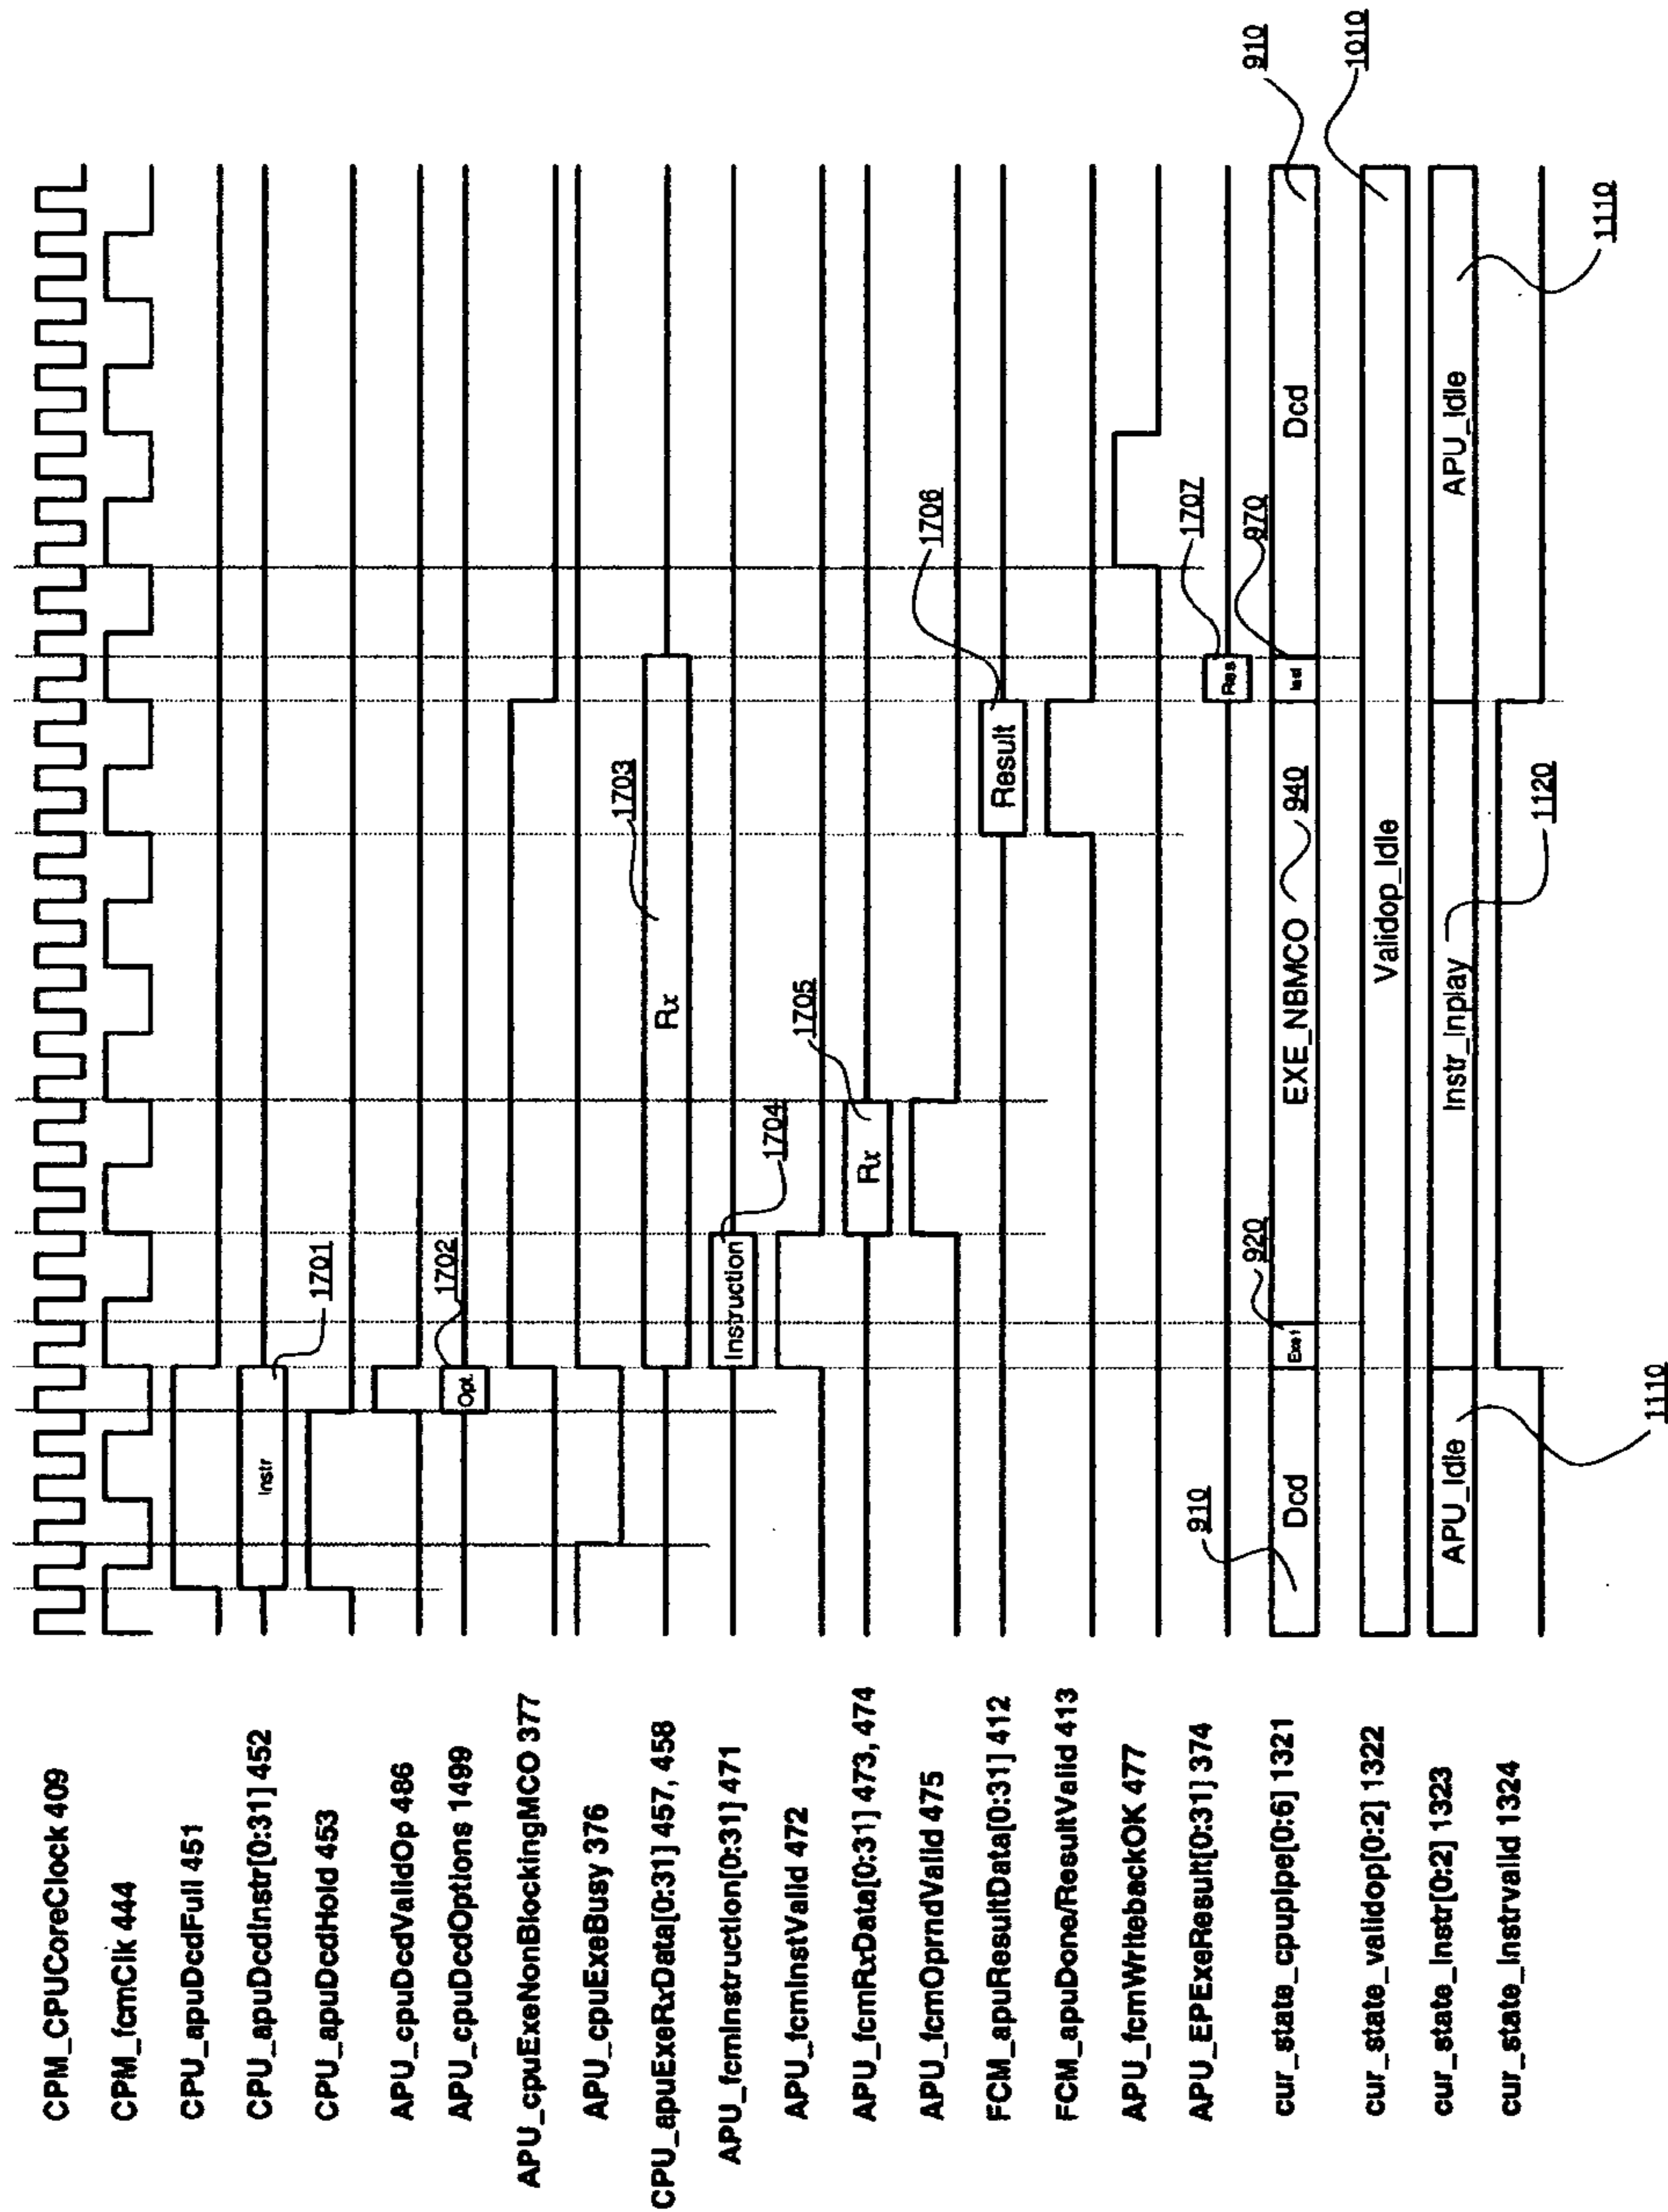 CPM_CPUCoreClock 409
CPM_fcmClk 444
CPU_apuDcdFull 451
CPU_apuDcdInstr[0:31] 452
Instr
1701
CPU_apuDcdHold 453
APU_cpuDcdValidOp 486
APU_cpuDcdOptions 1499
Opt.
1702
APU_cpuExeNonBlockingMCO 377
APU_cpuExeBusy 376
CPU_apuExeRxData[0:31] 457, 458
Rx
1703
APU_fcmInstruction[0:31] 471
Instruction
1704
APU_fcmInstValid 472
APU_fcmRxData[0:31] 473, 474
Rx
1705
APU_fcmOprndValid 475
FCM_apuResultData[0:31] 412
Result
1706
FCM_apuDone/ResultValid 413
APU_fcmWritebackOK 477
APU_EPExeResult[0:31] 374
Res
1707
cur_state_cpupipe[0:6] 1321
910
Dcd
Exe1
920
EXE_NBMCO
940
last
970
Dcd
910
cur_state_validop[0:2] 1322
Validop_Idle
1010
cur_state_Instr[0:2] 1323
APU_Idle
1110
Instr_Inplay
1120
APU_Idle
1110
cur_state_Instrvalid 1324